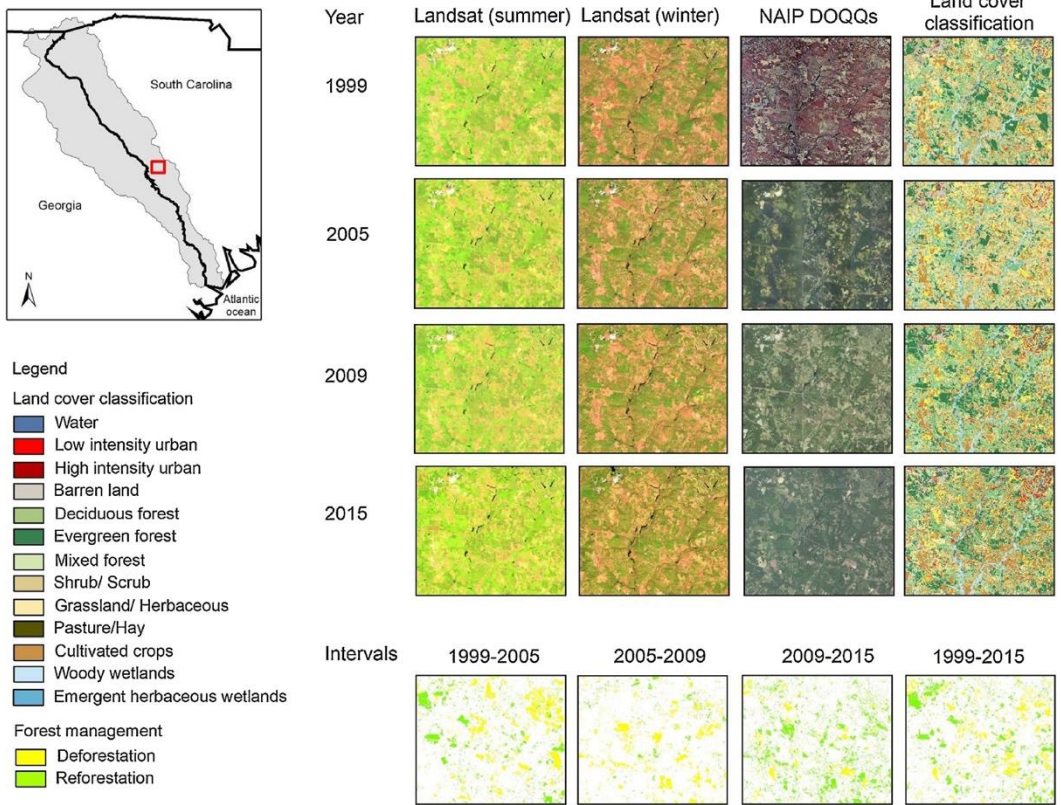 South Carolina
Georgia
N
Atlantic
ocean
Legend
Land cover classification
Water
Low intensity urban
High intensity urban
Barren land
Deciduous forest
Evergreen forest
Mixed forest
Shrub/ Scrub
Grassland/ Herbaceous
Pasture/Hay
Cultivated crops
Woody wetlands
Emergent herbaceous wetlands
Forest management
Deforestation
Reforestation
Year
Landsat (summer)
Landsat (winter)
NAIP DOQQs
Land cover
classification
1999
2005
2009
2015
Intervals
1999-2005
2005-2009
2009-2015
1999-2015